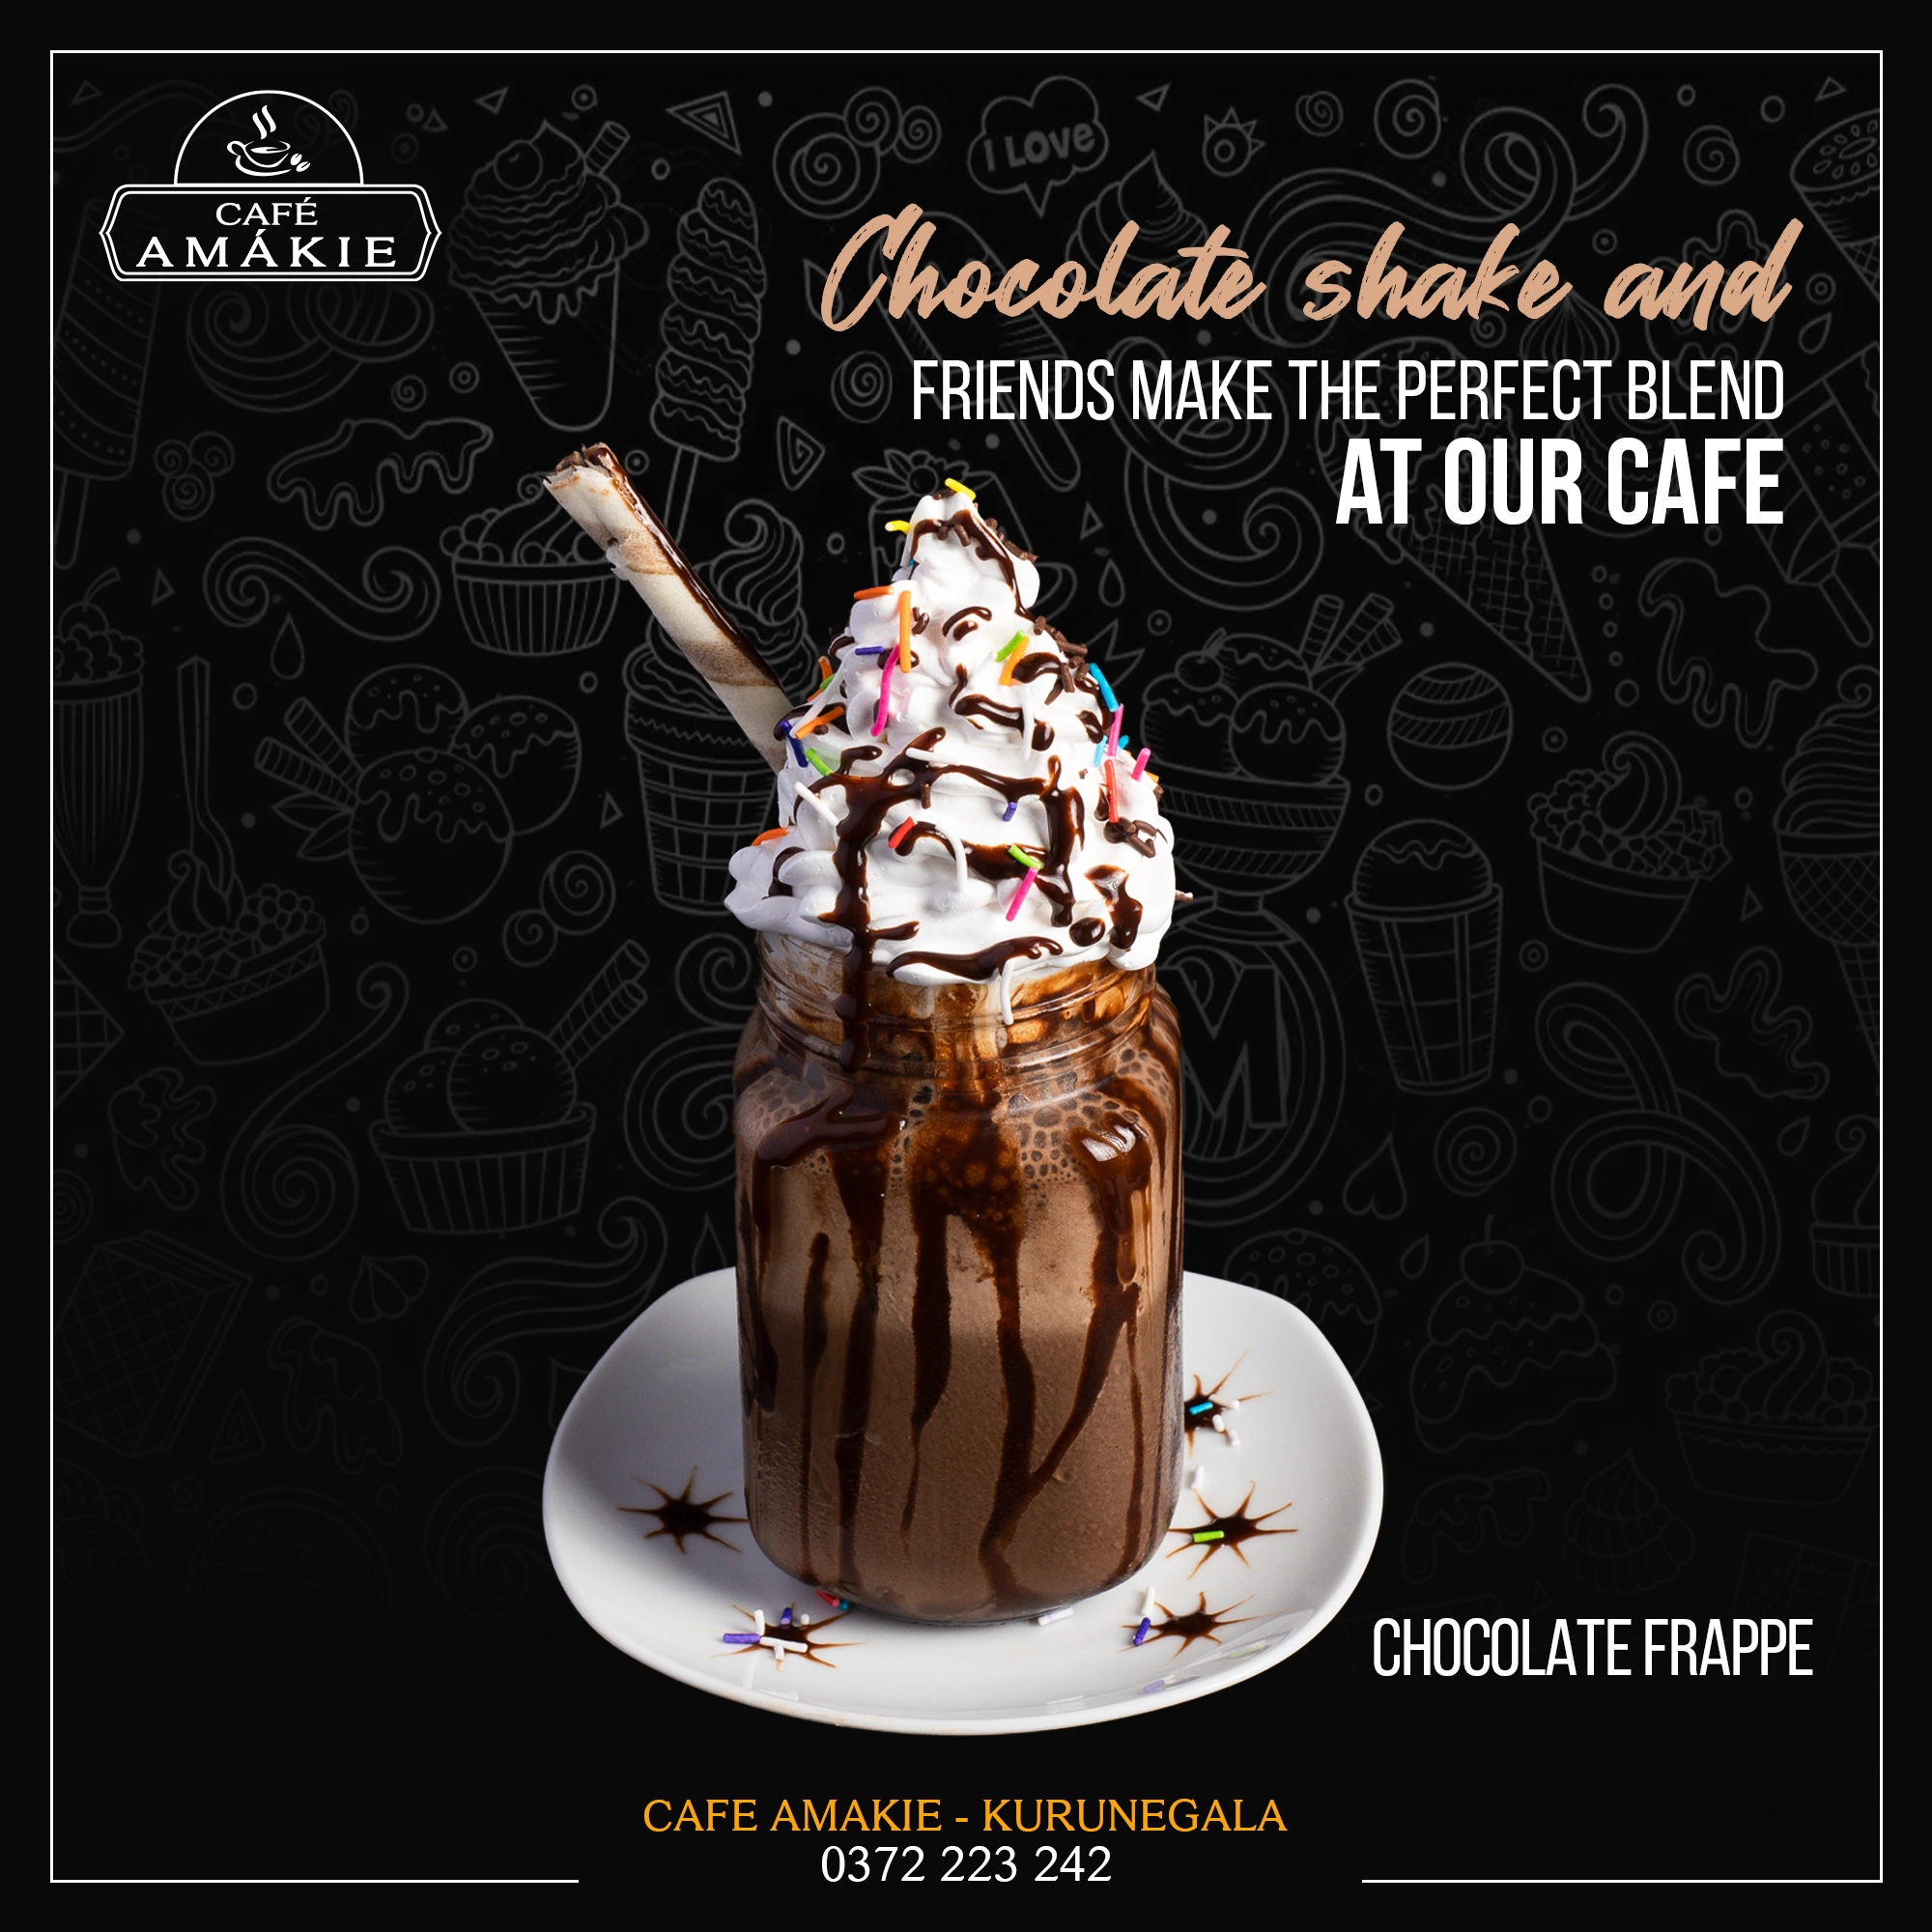 CAFÉ
AMÁKIE
I LOVE
Chocolate shake and
FRIENDS MAKE THE PERFECT BLEND
AT OUR CAFE
M
CHOCOLATE FRAPPE
CAFE AMAKIE - KURUNEGALA
0372 223 242